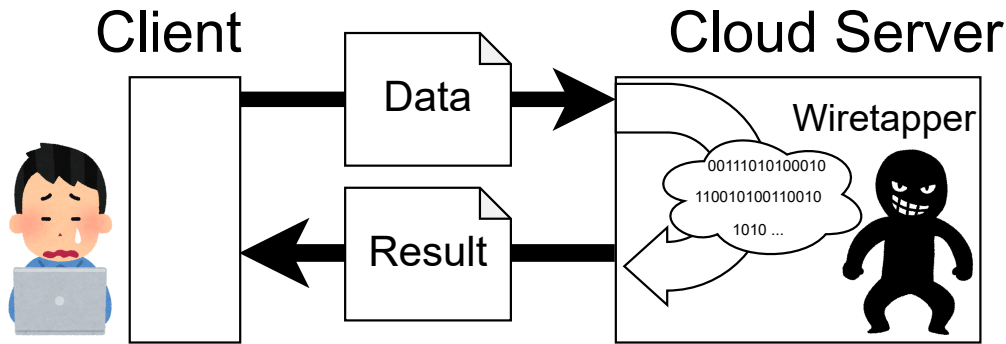 Client
Cloud Server
Data
Wiretapper
00111010100010
110010100110010
1010 ...
Result